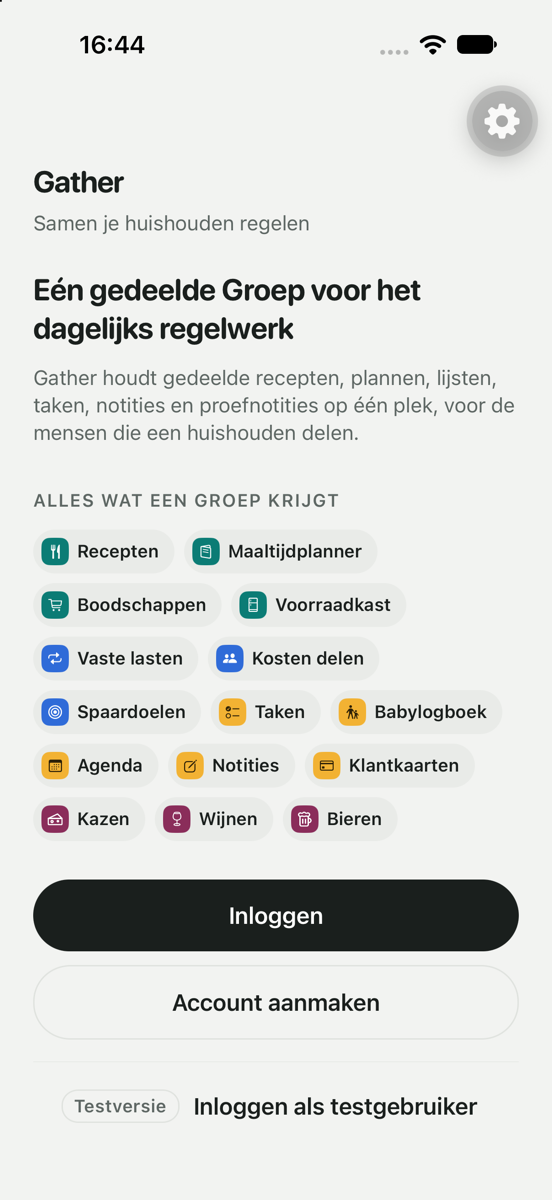 16:44
Gather
Samen je huishouden regelen
Eén gedeelde Groep voor het
dagelijks regelwerk
Gather houdt gedeelde recepten, plannen, lijsten,
taken, notities en proefnotities op één plek, voor de
mensen die een huishouden delen.
ALLES WAT EEN GROEP KRIJGT
Recepten Maaltijdplanner
Boodschappen Voorraadkast
Vaste lasten Kosten delen
Spaardoelen Taken Babylogboek
Agenda Notities Klantkaarten
Kazen Wijnen Bieren
Inloggen
Account aanmaken
Testversie Inloggen als testgebruiker